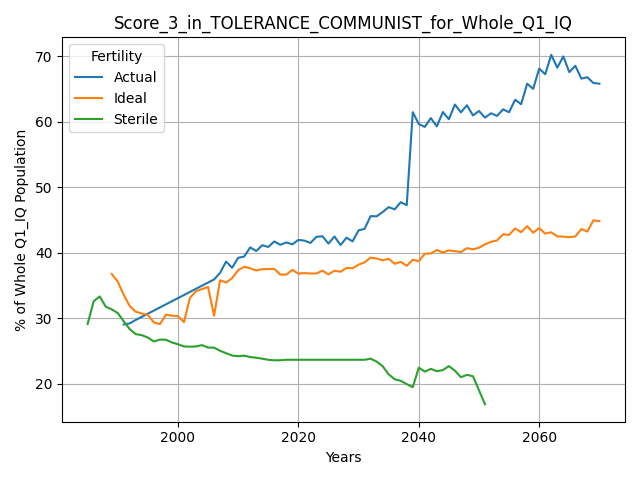 Score_3_in_TOLERANCE_COMMUNIST_for_Whole_Q1_IQ
Fertility
Actual
Ideal
Sterile
% of Whole Q1_IQ Population
70
60
50
40
30
20
2000
2020
2040
2060
Years